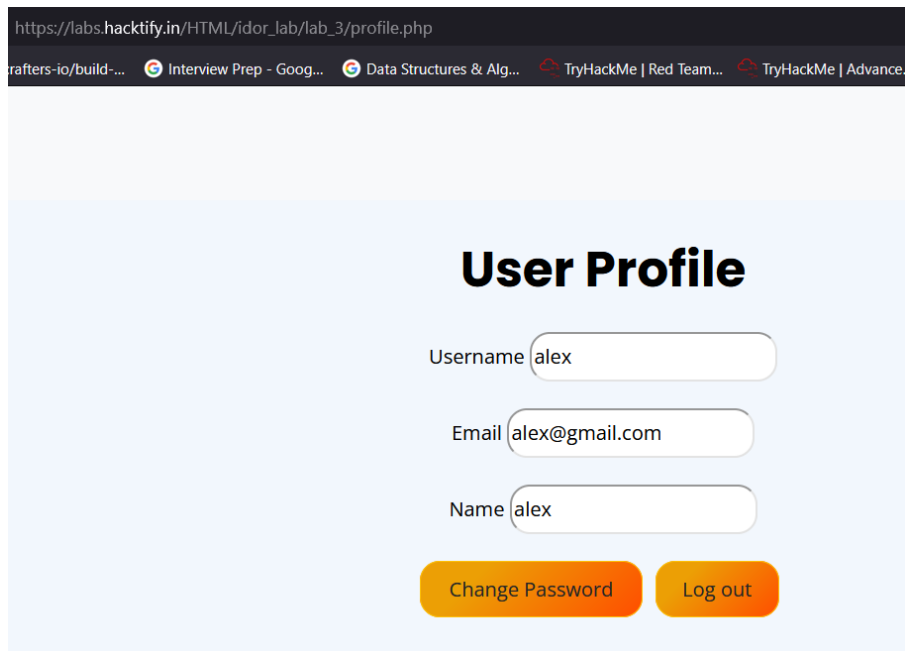 https://labs.hacktify.in/HTML/idor_lab/lab_3/profile.php
rafters-io/build-... Interview Prep - Goog... Data Structures & Alg... TryHackMe | Red Team... TryHackMe | Advance.
User Profile
Username alex
Email alex@gmail.com
Name alex
Change Password Log out